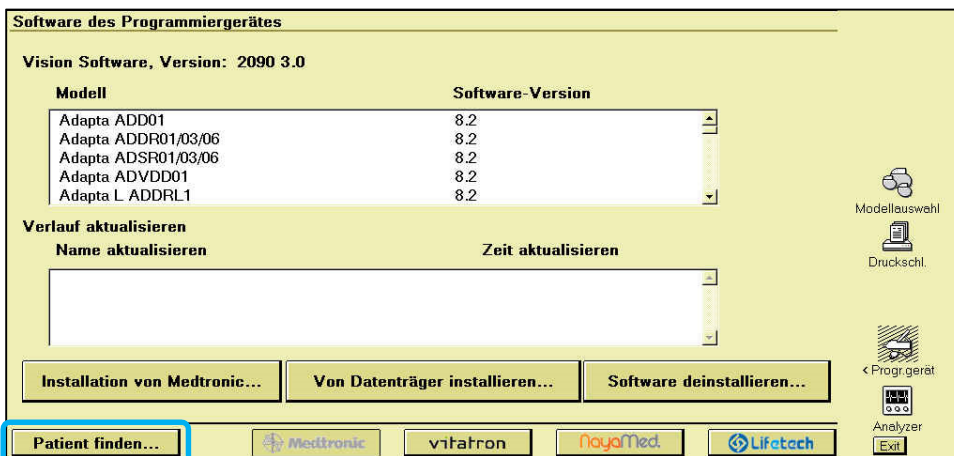 Software des Programmiergerätes
Vision Software, Version: 2090 3.0
Modell Software-Version
Adapta ADD01 8.2
Adapta ADDR01/03/06 8.2
Adapta ADSR01/03/06 8.2
Adapta ADVDD01 8.2
Adapta L ADDRL1 8.2
Verlauf aktualisieren
Name aktualisieren Zeit aktualisieren
Installation von Medtronic... Von Datenträger installieren... Software deinstallieren...
Patient finden... Medtronic vitatron NayaMed. Lifetech
Modellauswahl
Druckschl.
< Progr.gerät
Analyzer
Exit